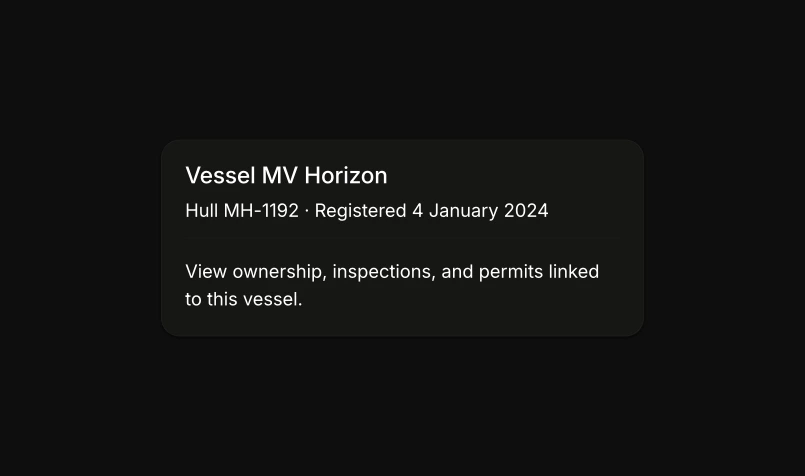 Vessel MV Horizon
Hull MH-1192 · Registered 4 January 2024
View ownership, inspections, and permits linked
to this vessel.